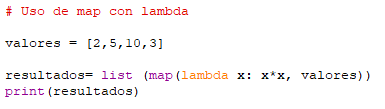 # Uso de map con lambda
valores = [2,5,10,3]
resultados= list (map(lambda x: x*x, valores))
print(resultados)